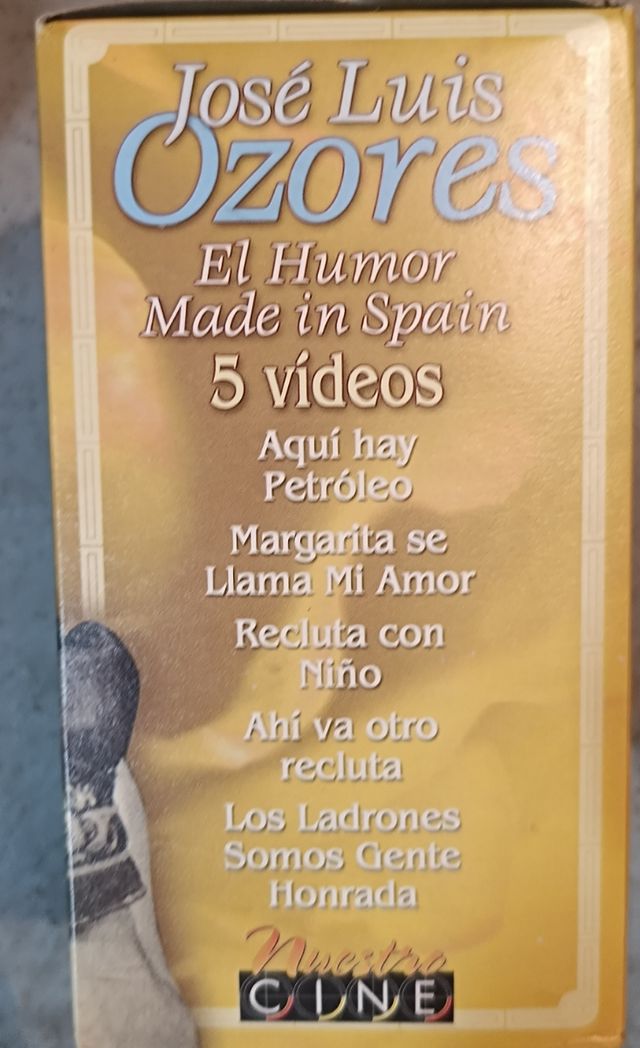 José Luis
Ozores
El Humor
Made in Spain
5 vídeos
Aquí hay
Petróleo
Margarita se
Llama Mi Amor
Recluta con
Niño
Ahí va otro
recluta
Los Ladrones
Somos Gente
Honrada
Nuestro
CINE